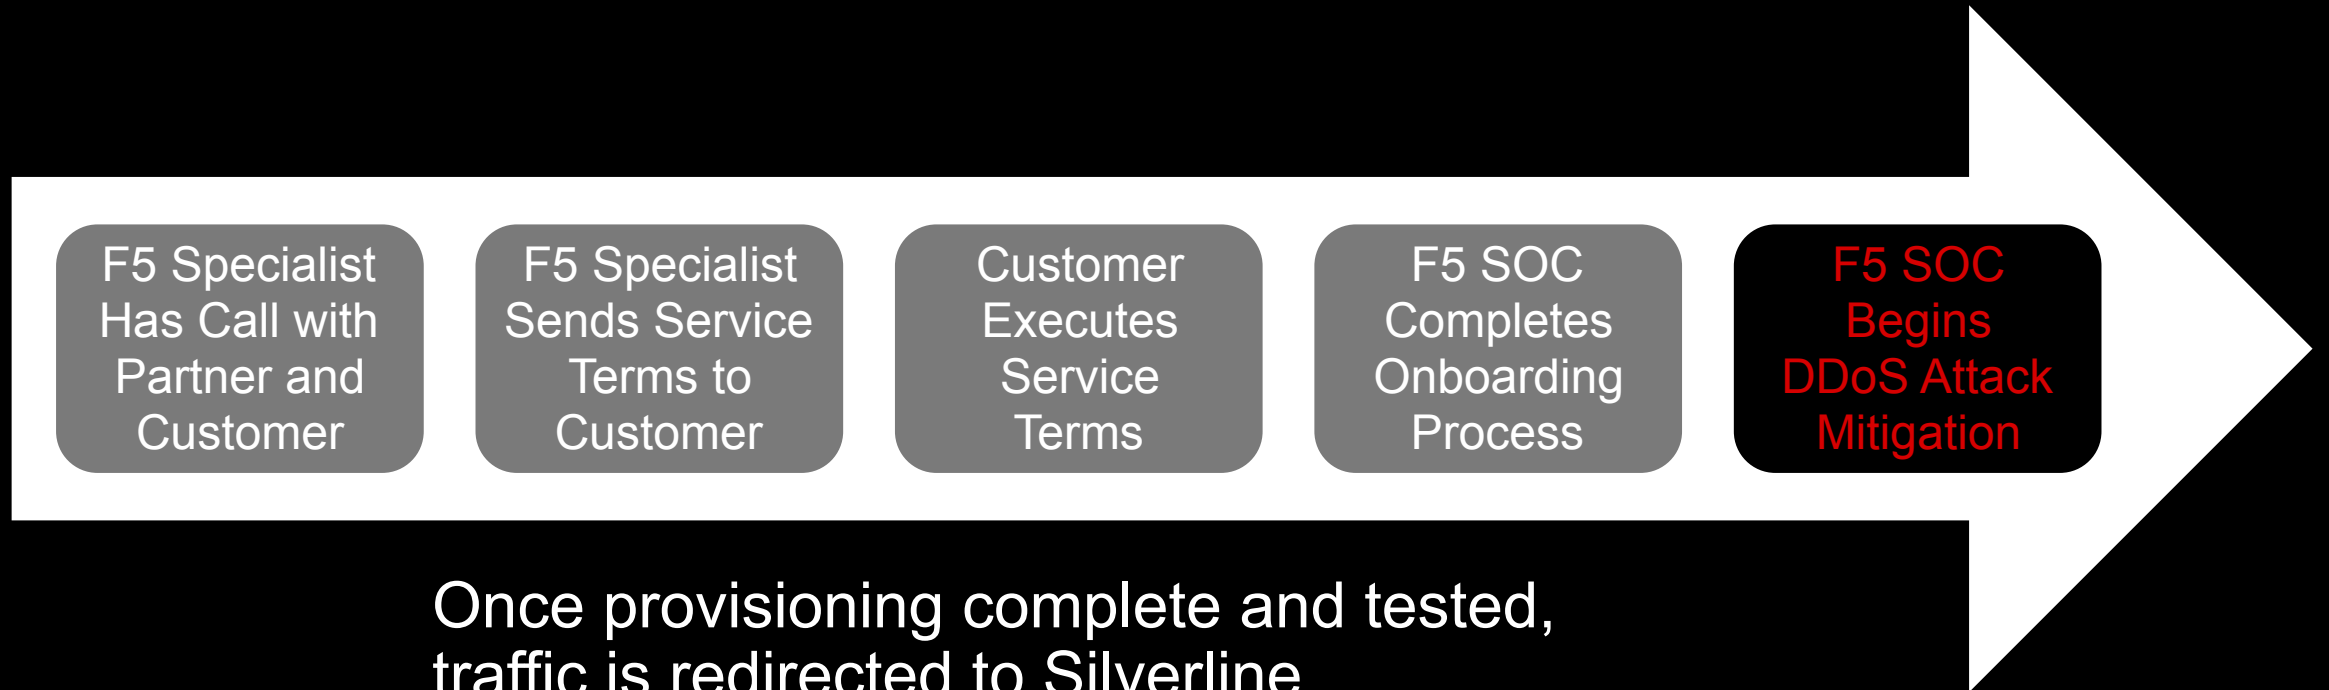 F5 Specialist
Has Call with
Partner and
Customer
F5 Specialist
Sends Service
Terms to
Customer
Customer
Executes
Service
Terms
F5 SOC
Completes
Onboarding
Process
F5 SOC
Begins
DDoS Attack
Mitigation
Once provisioning complete and tested,
traffic is redirected to Silverline